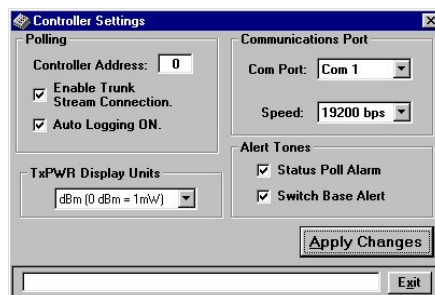 Controller Settings
Polling
Controller Address: 0
Enable Trunk
Stream Connection.
Auto Logging ON.
TxPWR Display Units
dBm (0 dBm = 1mW)
Communications Port
Com Port: Com 1
Speed: 19200 bps
Alert Tones
Status Poll Alarm
Switch Base Alert
Apply Changes
Exit